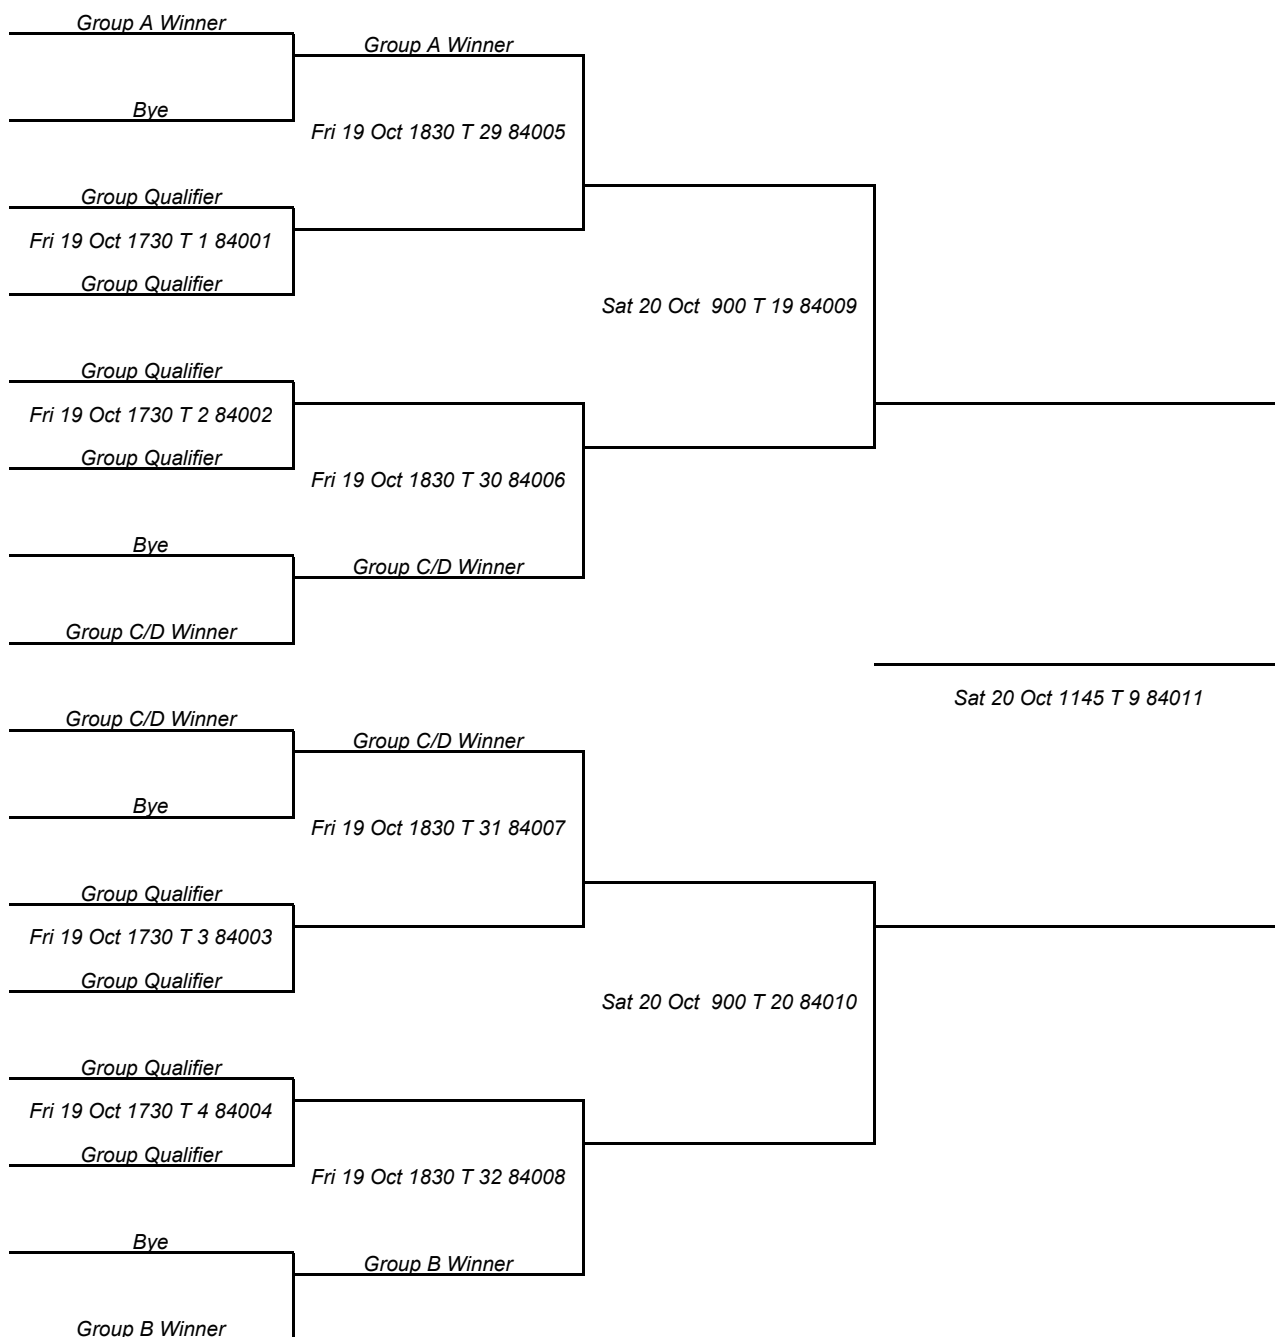 Group A Winner
Group A Winner
Bye
Fri 19 Oct 1830 T 29 84005
Group Qualifier
Fri 19 Oct 1730 T 1 84001
Group Qualifier
Sat 20 Oct  900 T 19 84009
Group Qualifier
Fri 19 Oct 1730 T 2 84002
Group Qualifier
Fri 19 Oct 1830 T 30 84006
Bye
Group C/D Winner
Group C/D Winner
Sat 20 Oct 1145 T 9 84011
Group C/D Winner
Group C/D Winner
Bye
Fri 19 Oct 1830 T 31 84007
Group Qualifier
Fri 19 Oct 1730 T 3 84003
Group Qualifier
Sat 20 Oct  900 T 20 84010
Group Qualifier
Fri 19 Oct 1730 T 4 84004
Group Qualifier
Fri 19 Oct 1830 T 32 84008
Bye
Group B Winner
Group B Winner